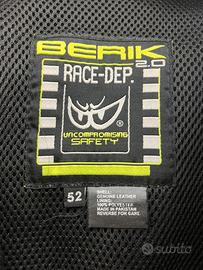 BERIK
2.0
RACE-DEP.
UNCOMPROMISING
SAFETY
52
SHELL:
GENUINE LEATHER
LINING:
100% POLYESTER
MADE IN PAKISTAN
REVERSE FOR CARE.
subito